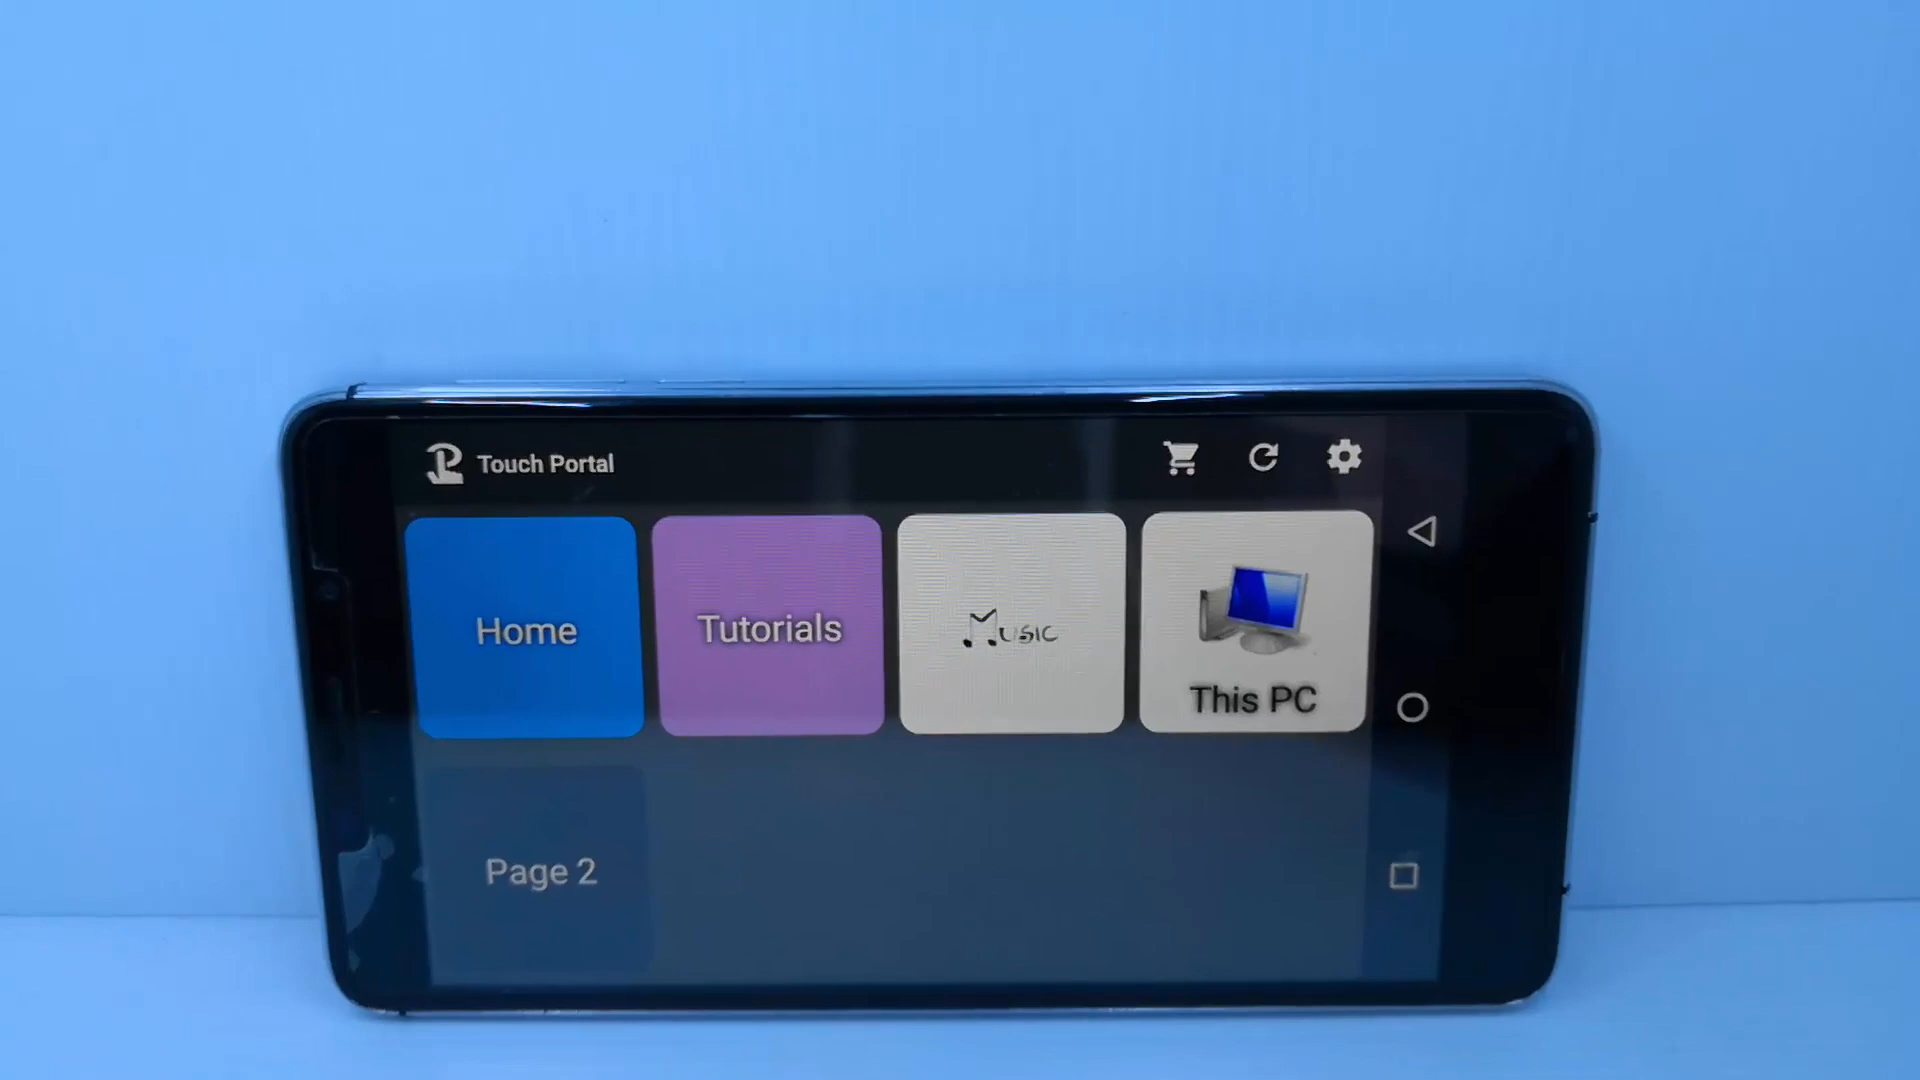 Touch Portal
Home
Tutorials
Music
This PC
Page 2